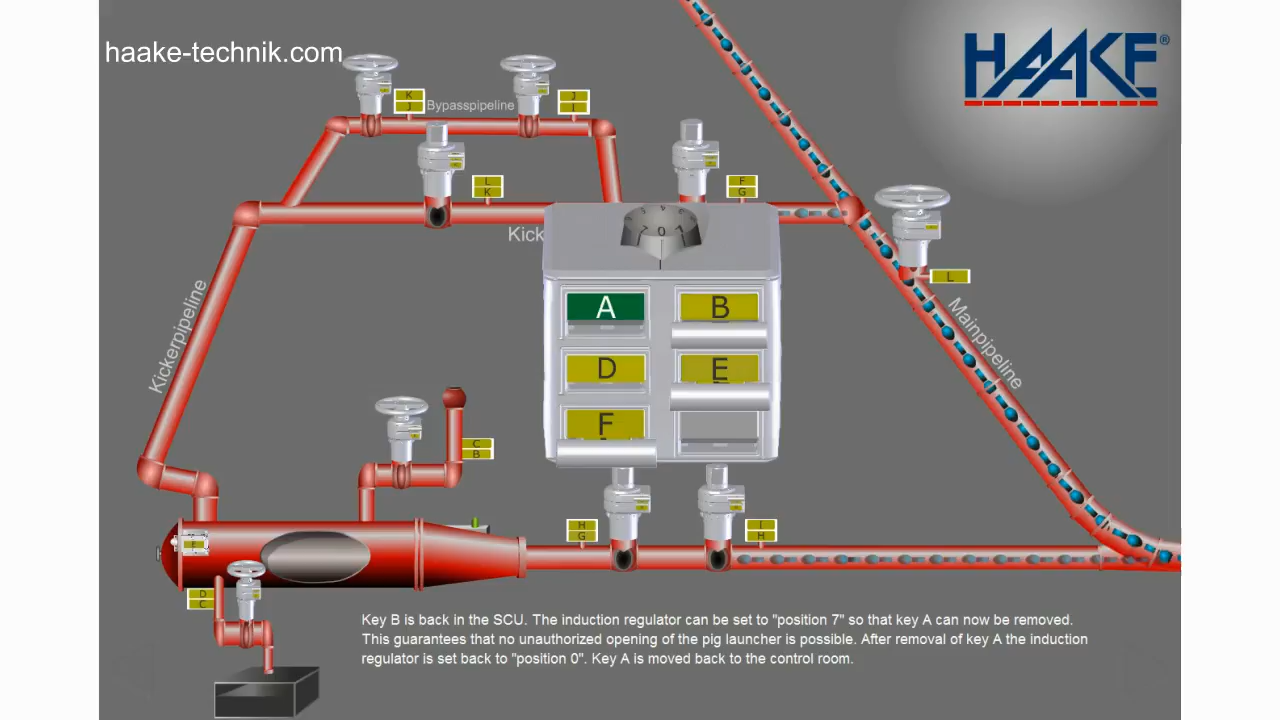 haake-technik.com
HAAKE®
K
J
Bypasspipeline
J
I
L
K
F
G
Kick
0
1
7
L
Mainpipeline
Kickerpipeline
A
B
D
E
F
C
B
H
G
I
H
E
D
C
Key B is back in the SCU. The induction regulator can be set to "position 7" so that key A can now be removed.
This guarantees that no unauthorized opening of the pig launcher is possible. After removal of key A the induction
regulator is set back to "position 0". Key A is moved back to the control room.